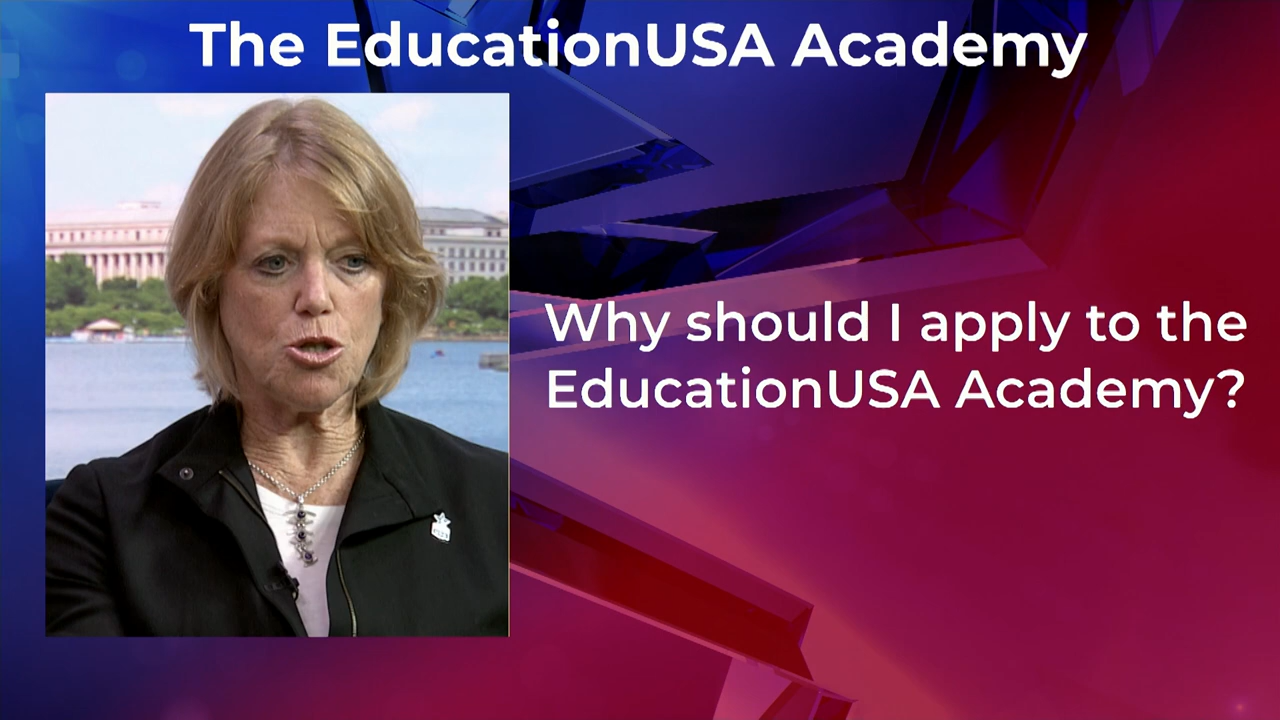 The EducationUSA Academy
Why should I apply to the
EducationUSA Academy?